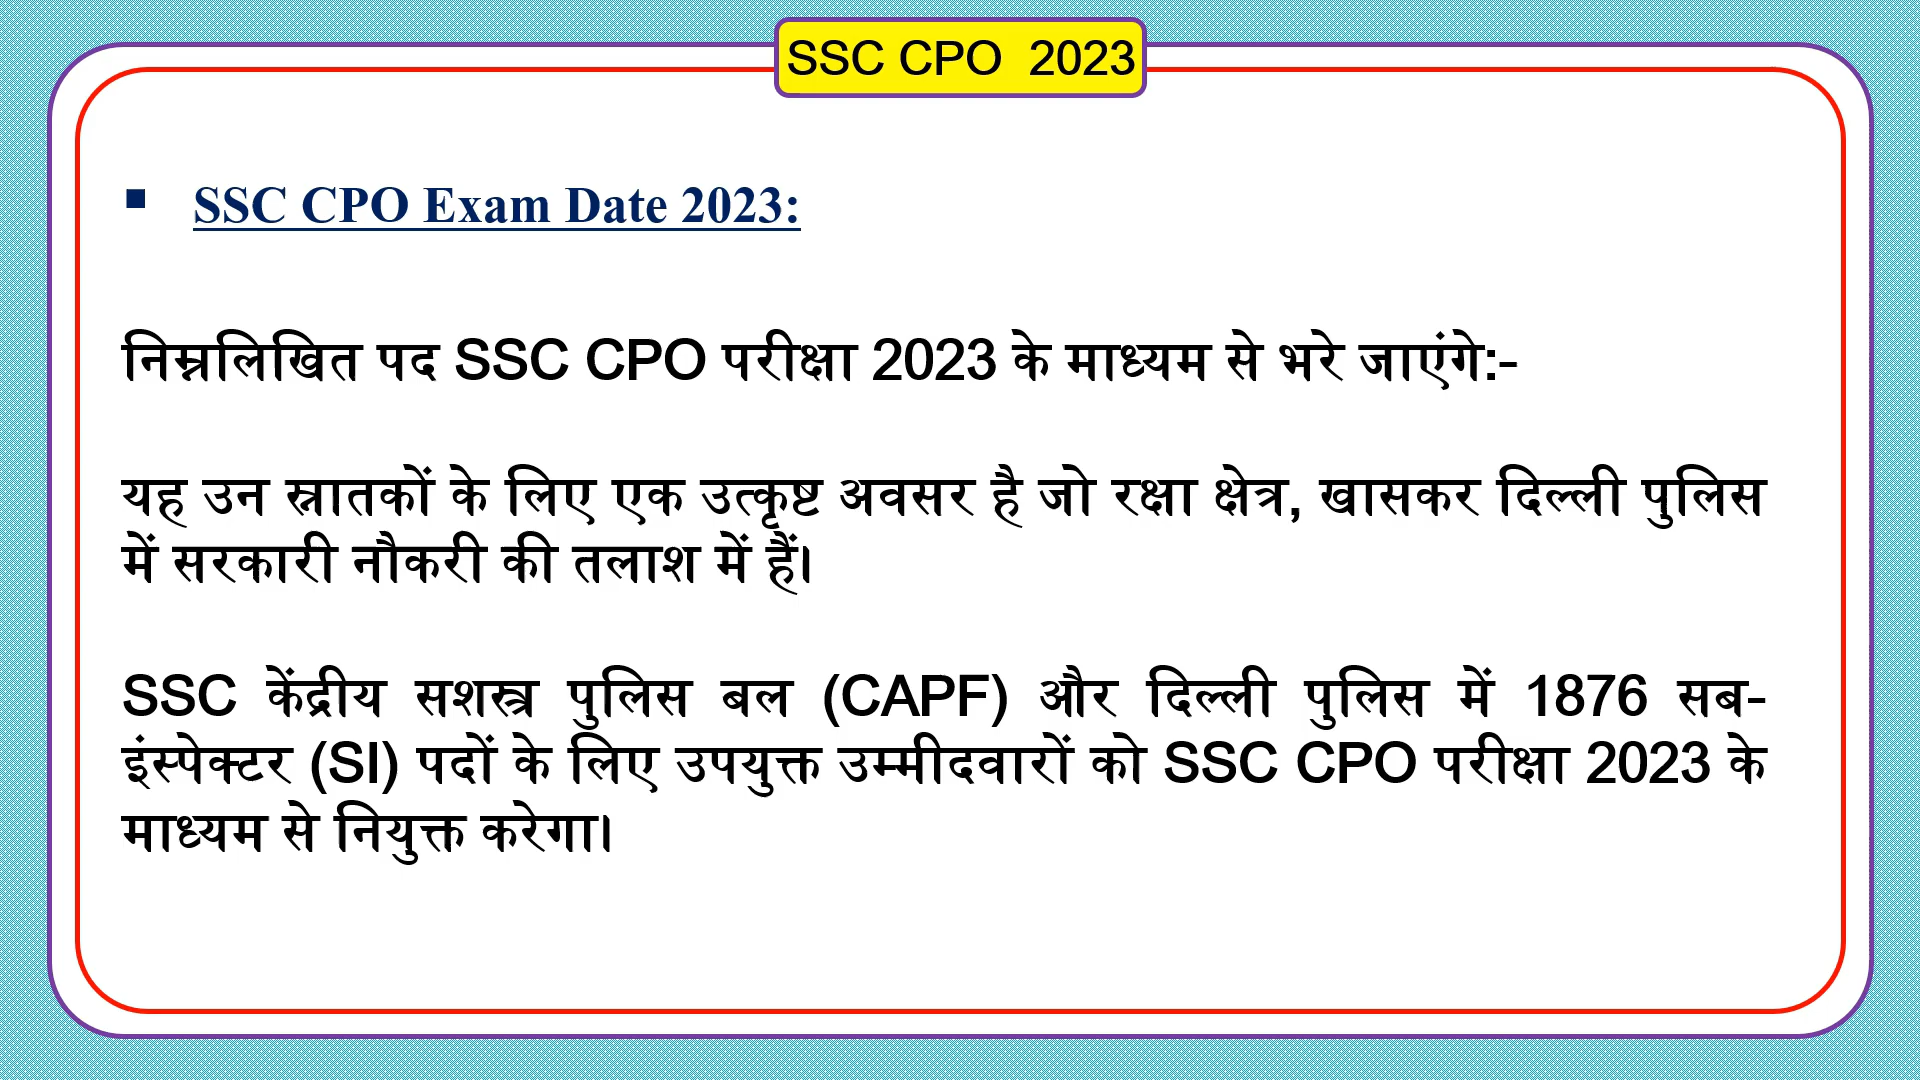 SSC CPO 2023
▪ SSC CPO Exam Date 2023:
निम्नलिखित पद SSC CPO परीक्षा 2023 के माध्यम से भरे जाएंगे:-
यह उन स्नातकों के लिए एक उत्कृष्ट अवसर है जो रक्षा क्षेत्र, खासकर दिल्ली पुलिस
में सरकारी नौकरी की तलाश में हैं।
SSC केंद्रीय सशस्त्र पुलिस बल (CAPF) और दिल्ली पुलिस में 1876 सब-
इंस्पेक्टर (SI) पदों के लिए उपयुक्त उम्मीदवारों को SSC CPO परीक्षा 2023 के
माध्यम से नियुक्त करेगा।